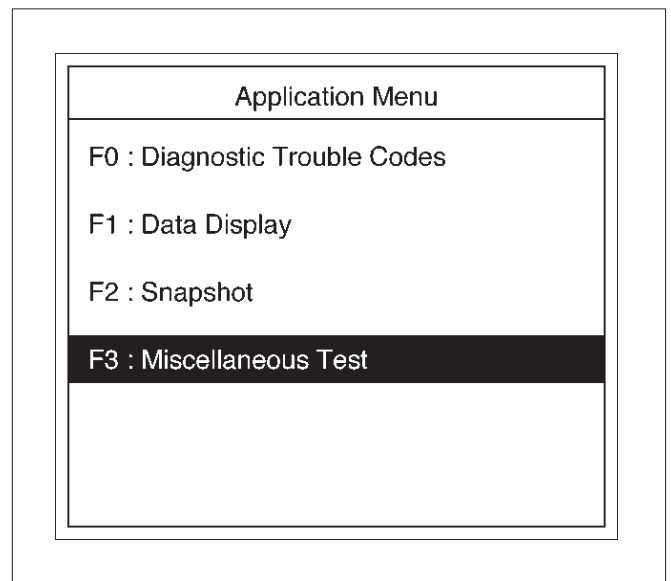 Application Menu
F0 : Diagnostic Trouble Codes
F1 : Data Display
F2 : Snapshot
F3 : Miscellaneous Test